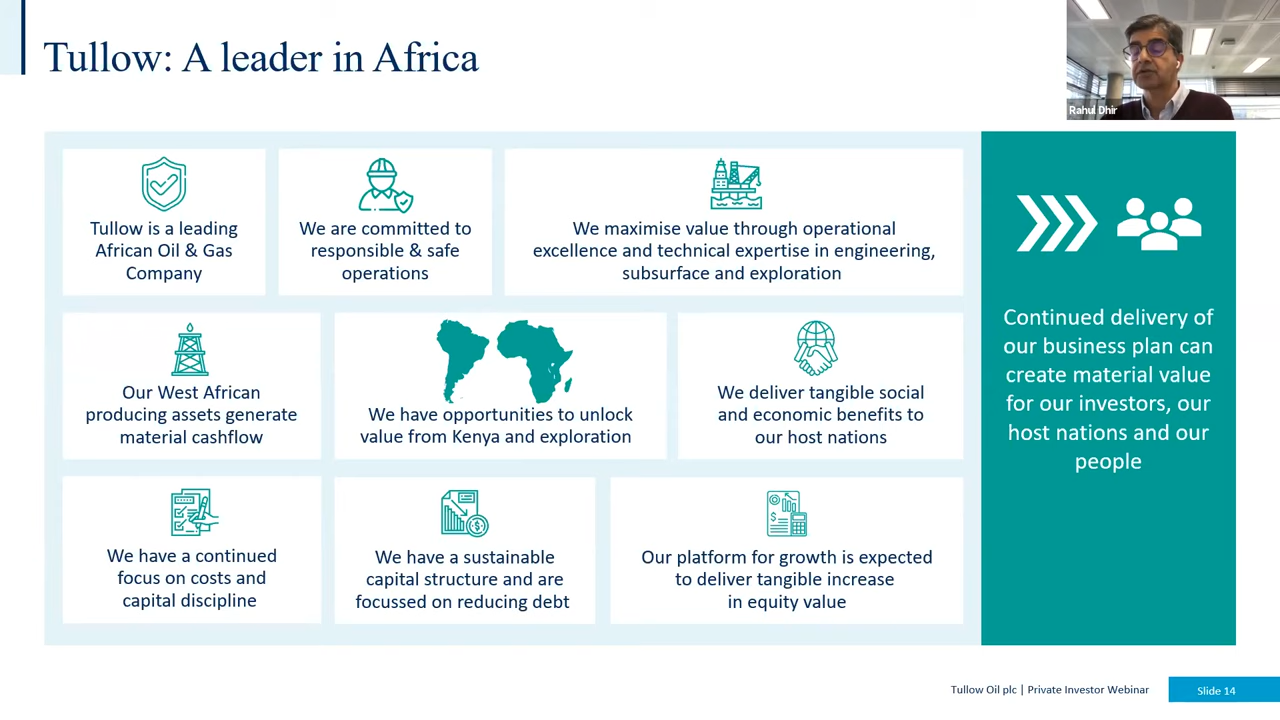 Tullow: A leader in Africa
Rahul Dhir
Tullow is a leading
African Oil & Gas
Company
We are committed to
responsible & safe
operations
We maximise value through operational
excellence and technical expertise in engineering,
subsurface and exploration
Our West African
producing assets generate
material cashflow
We have opportunities to unlock
value from Kenya and exploration
We deliver tangible social
and economic benefits to
our host nations
We have a continued
focus on costs and
capital discipline
We have a sustainable
capital structure and are
focussed on reducing debt
Our platform for growth is expected
to deliver tangible increase
in equity value
Continued delivery of
our business plan can
create material value
for our investors, our
host nations and our
people
Tullow Oil plc | Private Investor Webinar
Slide 14